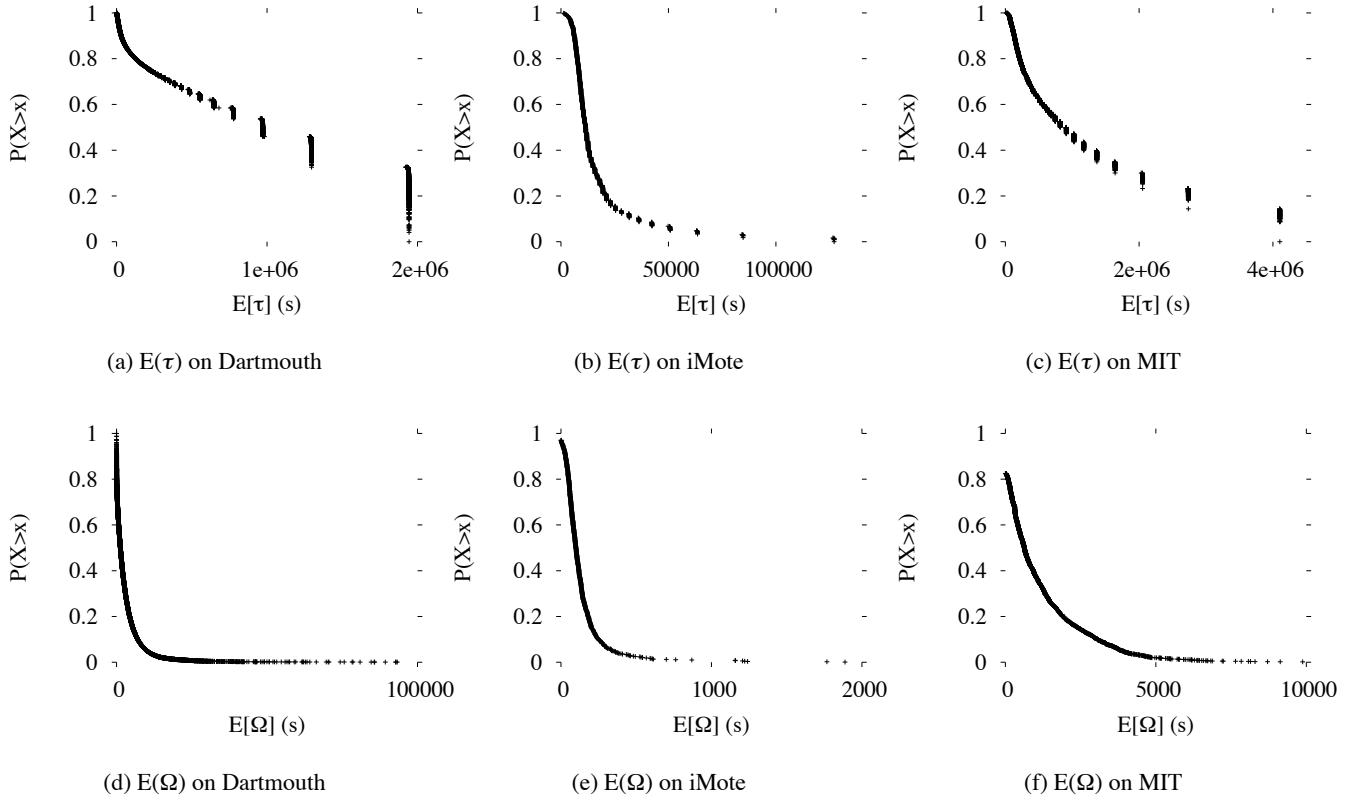 1
0.8
0.6
0.4
0.2
0
P(X>x)
0
1e+06
2e+06
E[τ] (s)
(a) E(τ) on Dartmouth
1
0.8
0.6
0.4
0.2
0
P(X>x)
0
50000
100000
E[τ] (s)
(b) E(τ) on iMote
1
0.8
0.6
0.4
0.2
0
P(X>x)
0
2e+06
4e+06
E[τ] (s)
(c) E(τ) on MIT
1
0.8
0.6
0.4
0.2
0
P(X>x)
0
100000
E[Ω] (s)
(d) E(Ω) on Dartmouth
1
0.8
0.6
0.4
0.2
0
P(X>x)
0
1000
2000
E[Ω] (s)
(e) E(Ω) on iMote
1
0.8
0.6
0.4
0.2
0
P(X>x)
0
5000
10000
E[Ω] (s)
(f) E(Ω) on MIT